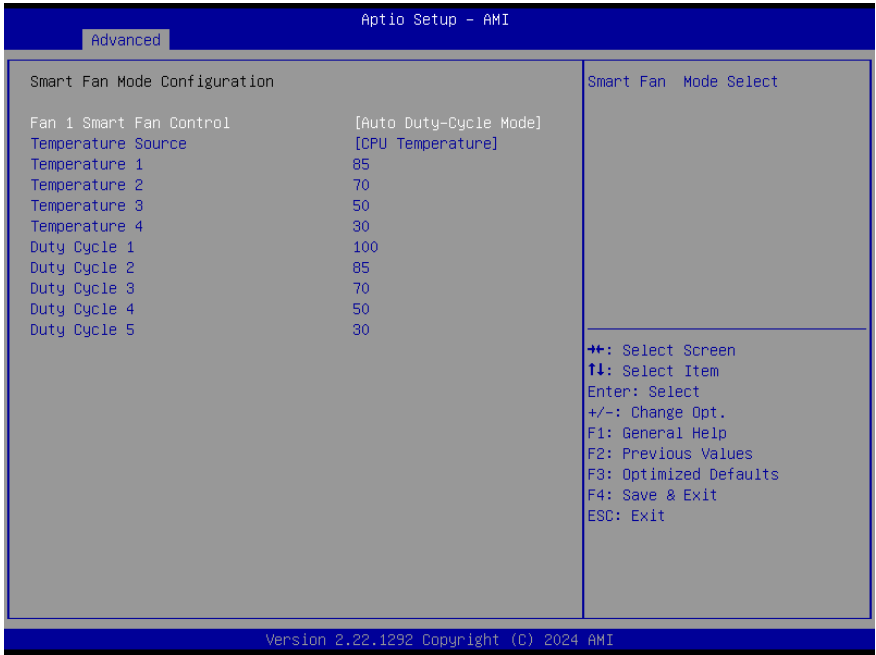 Aptio Setup – AMI
Advanced
Smart Fan Mode Configuration
Fan 1 Smart Fan Control [Auto Duty-Cycle Mode]
Temperature Source [CPU Temperature]
Temperature 1 85
Temperature 2 70
Temperature 3 50
Temperature 4 30
Duty Cycle 1 100
Duty Cycle 2 85
Duty Cycle 3 70
Duty Cycle 4 50
Duty Cycle 5 30
Smart Fan Mode Select
→←: Select Screen
↑↓: Select Item
Enter: Select
+/-: Change Opt.
F1: General Help
F2: Previous Values
F3: Optimized Defaults
F4: Save & Exit
ESC: Exit
Version 2.22.1292 Copyright (C) 2024 AMI